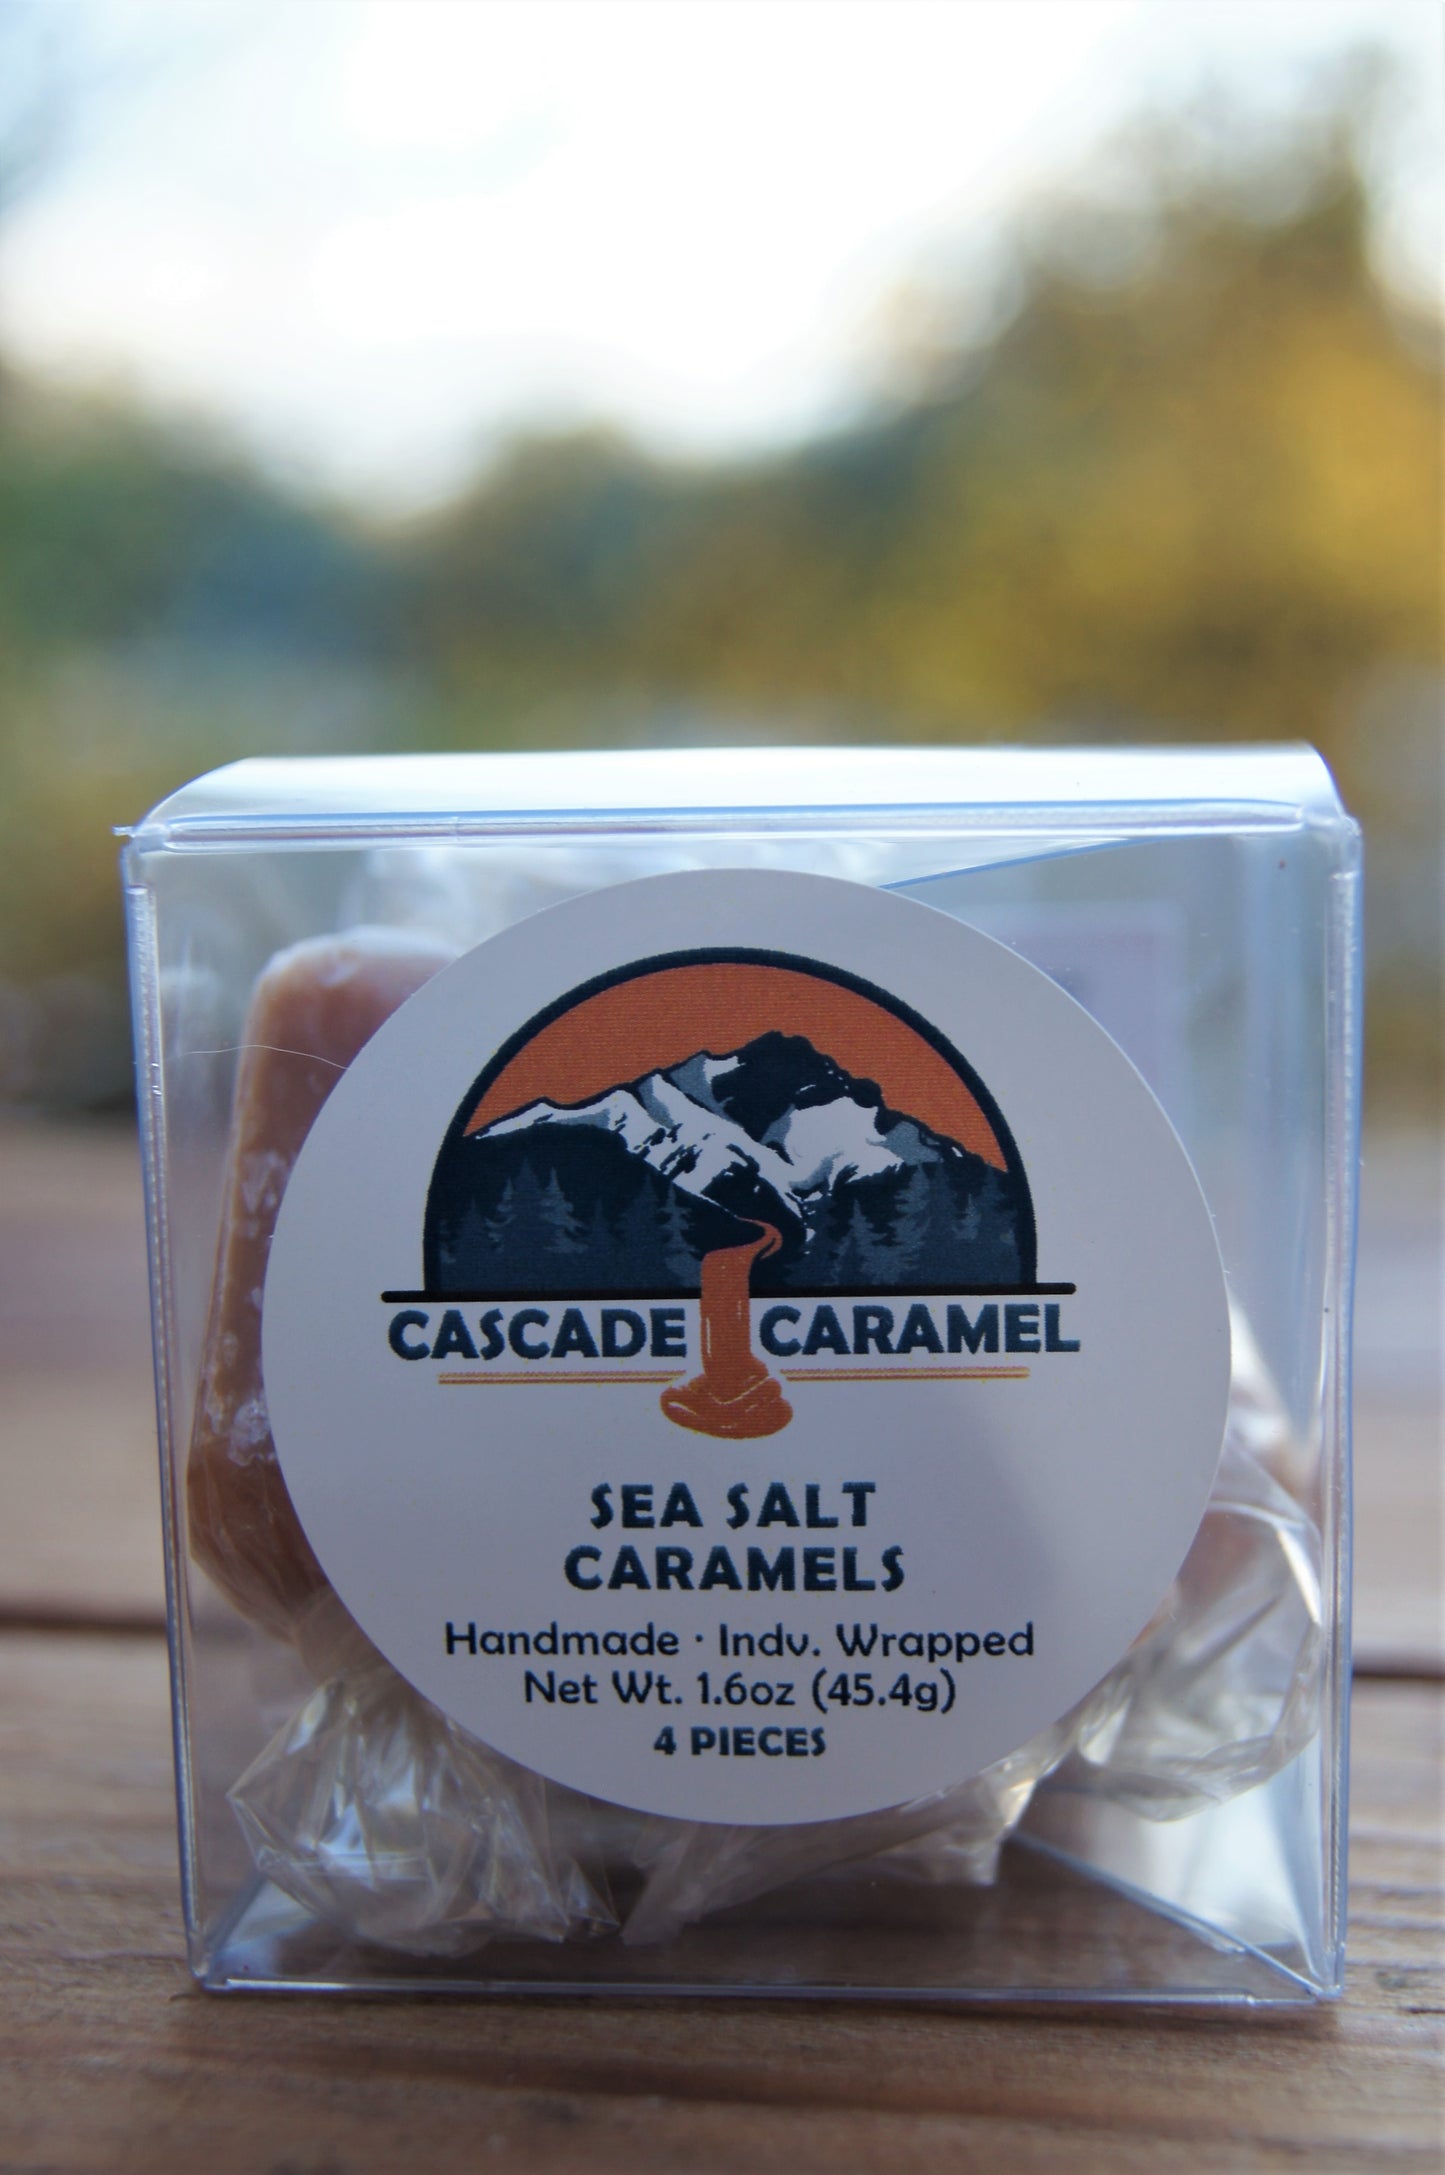 CASCADE CARAMEL
SEA SALT
CARAMELS
Handmade · Indv. Wrapped
Net Wt. 1.6oz (45.4g)
4 PIECES